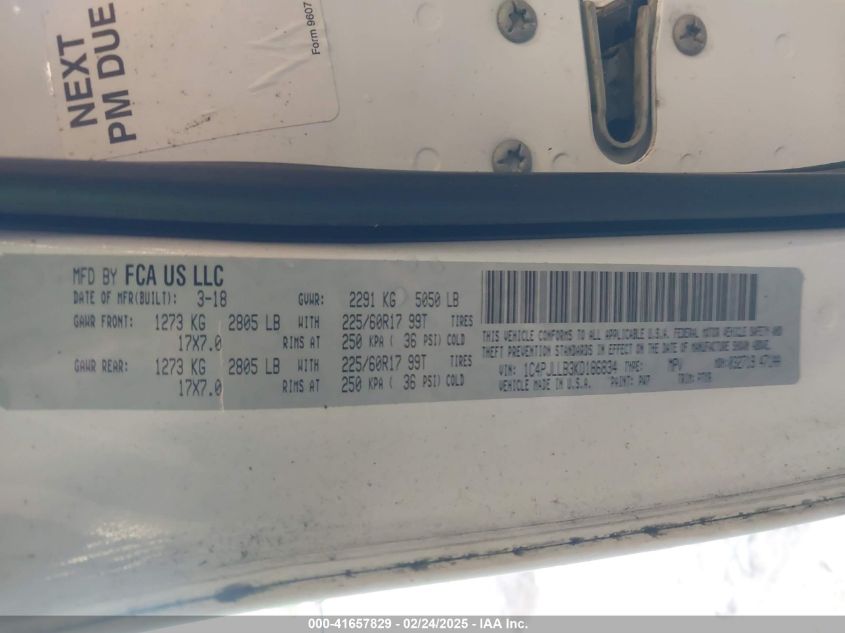 NEXT
PM DUE
Form 9607
MFD BY FCA US LLC
DATE OF MFR(BUILT): 3-18 GVWR: 2291 KG 5050 LB
GAWR FRONT: 1273 KG 2805 LB WITH 225/60R17 99T TIRES
17X7.0 RIMS AT 250 KPA ( 36 PSI) COLD
GAWR REAR: 1273 KG 2805 LB WITH 225/60R17 99T TIRES
17X7.0 RIMS AT 250 KPA ( 36 PSI) COLD
THIS VEHICLE CONFORMS TO ALL APPLICABLE U.S.A. FEDERAL MOTOR VEHICLE SAFETY AND
THEFT PREVENTION STANDARDS IN EFFECT ON THE DATE OF MANUFACTURE SHOWN ABOVE.
VIN: 1C4PJLLB3KD186834 TYPE: MPV MDH: 032719
VEHICLE MADE IN U.S.A. PAINT: PW7 TRIM:
000-41657829 - 02/24/2025 - IAA Inc.